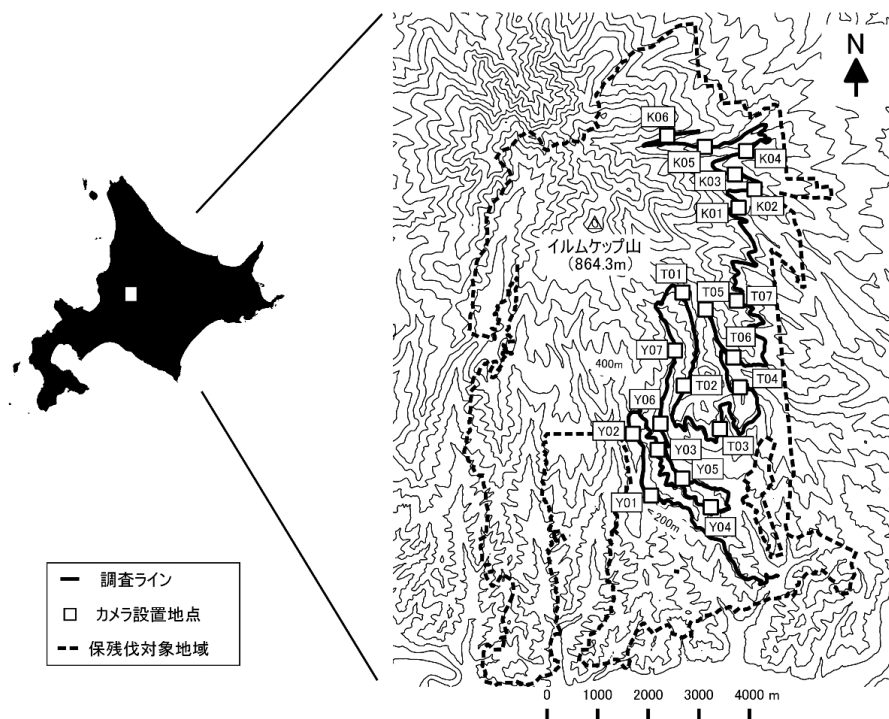 N
K06
K05
K04
K03
K02
K01
イルムケップ山
(864.3m)
T01
T05
T07
T06
Y07
400m
T02
T04
Y06
Y02
Y03
T03
Y05
Y01
200m
Y04
調査ライン
カメラ設置地点
保残伐対象地域
0 1000 2000 3000 4000 m